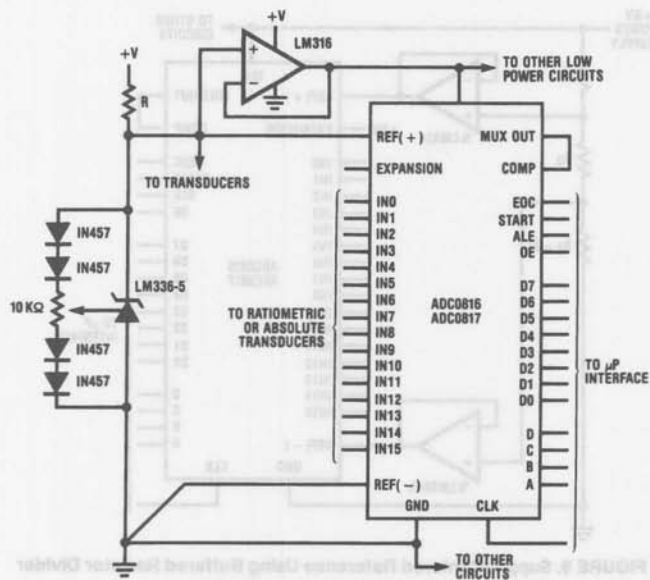 +V
LM316
+V
+
−
TO OTHER LOW
POWER CIRCUITS
R
REF(+)
MUX OUT
EXPANSION
COMP
TO TRANSDUCERS
IN0
IN1
IN2
IN3
IN4
IN5
IN6
IN7
IN8
IN9
IN10
IN11
IN12
IN13
IN14
IN15
EOC
START
ALE
OE
D7
D6
D5
D4
D3
D2
D1
D0
D
C
B
A
ADC0816
ADC0817
IN457
IN457
LM336-5
10 KΩ
IN457
IN457
TO RATIOMETRIC
OR ABSOLUTE
TRANSDUCERS
TO µP
INTERFACE
REF(−)
GND
CLK
TO OTHER
CIRCUITS